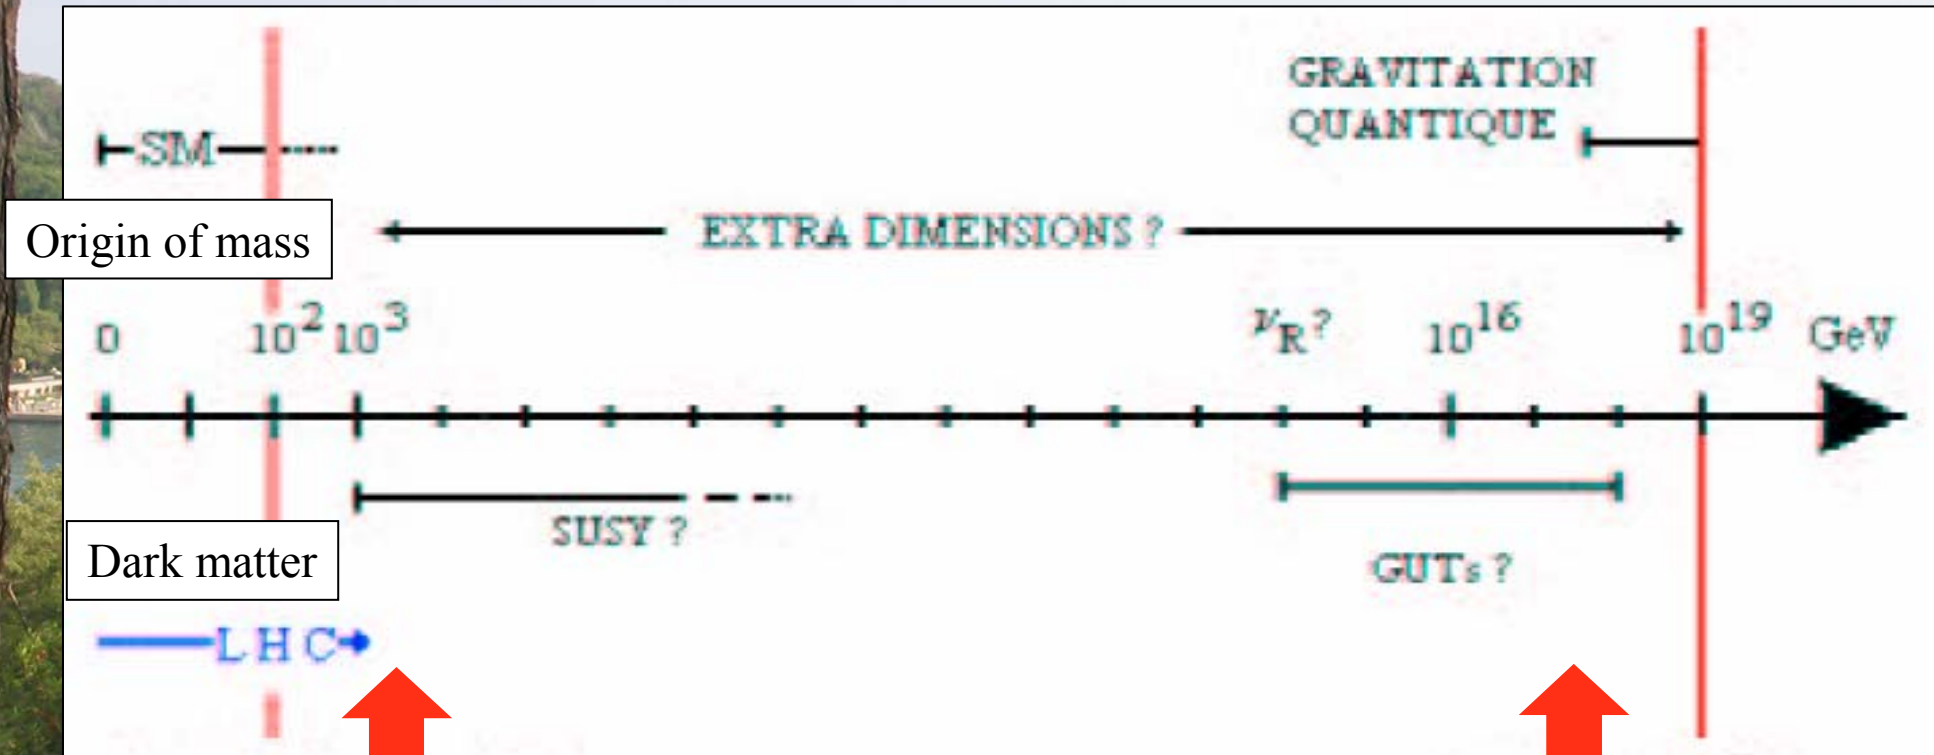 GRAVITATION
QUANTIQUE
SM
Origin of mass
EXTRA DIMENSIONS ?
0 10² 10³ νR? 10¹⁶ 10¹⁹ GeV
SUSY ?
Dark matter
GUTs ?
LHC